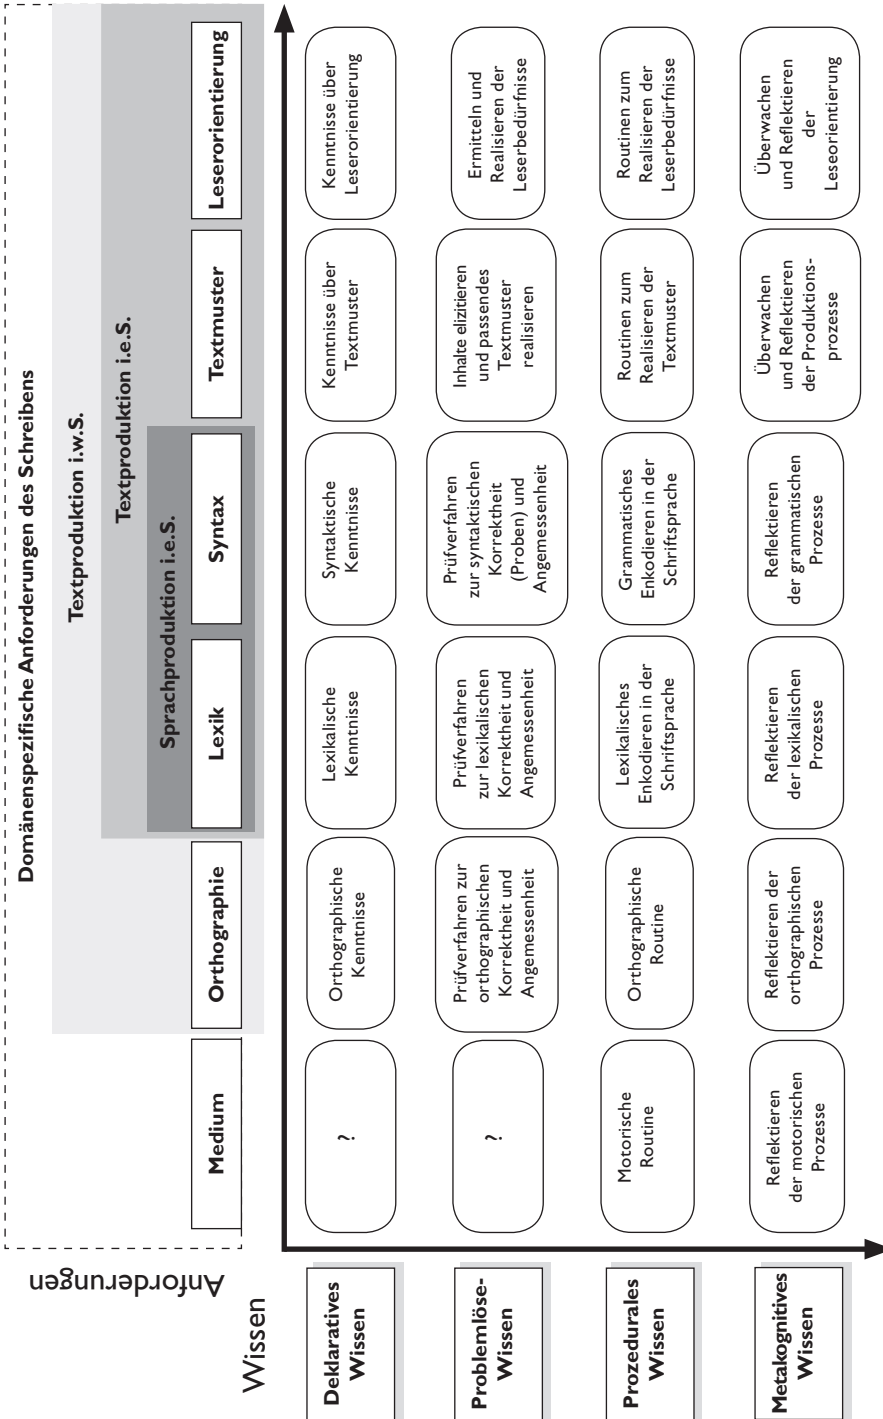 Domänenspezifische Anforderungen des Schreibens
Textproduktion i.w.S.
Textproduktion i.e.S.
Sprachproduktion i.e.S.
Anforderungen
Medium
Orthographie
Lexik
Syntax
Textmuster
Leserorientierung
Wissen
Deklaratives
Wissen
?
Orthographische
Kenntnisse
Lexikalische
Kenntnisse
Syntaktische
Kenntnisse
Kenntnisse über
Textmuster
Kenntnisse über
Leserorientierung
Problemlöse-
Wissen
?
Prüfverfahren zur
orthographischen
Korrektheit und
Angemessenheit
Prüfverfahren
zur lexikalischen
Korrektheit und
Angemessenheit
Prüfverfahren
zur syntaktischen
Korrektheit
(Proben) und
Angemessenheit
Inhalte elizitieren
und passendes
Textmuster
realisieren
Ermitteln und
Realisieren der
Leserbedürfnisse
Prozedurales
Wissen
Motorische
Routine
Orthographische
Routine
Lexikalisches
Enkodieren in der
Schriftsprache
Grammatisches
Enkodieren in der
Schriftsprache
Routinen zum
Realisieren der
Textmuster
Routinen zum
Realisieren der
Leserbedürfnisse
Metakognitives
Wissen
Reflektieren
der motorischen
Prozesse
Reflektieren der
orthographischen
Prozesse
Reflektieren
der lexikalischen
Prozesse
Reflektieren
der grammatischen
Prozesse
Überwachen
und Reflektieren
der Produktions-
prozesse
Überwachen
und Reflektieren
der
Leseorientierung